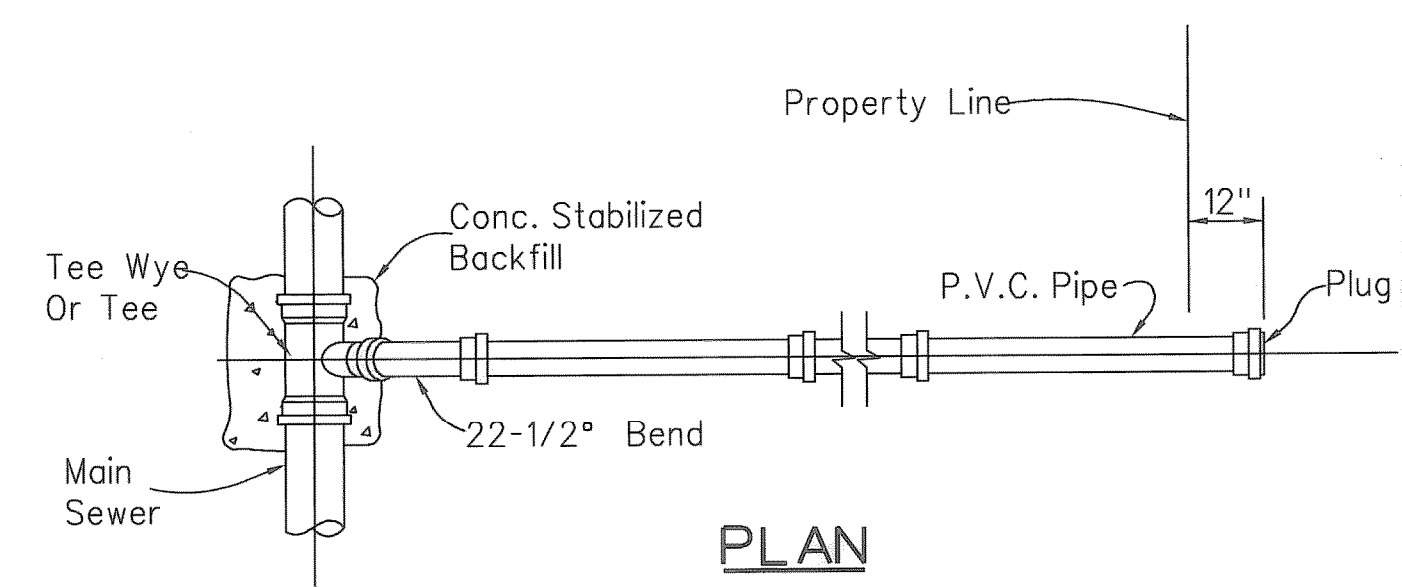 Property Line
12"
Conc. Stabilized
Backfill
Tee Wye
Or Tee
P.V.C. Pipe
Plug
22-1/2° Bend
Main
Sewer
PLAN